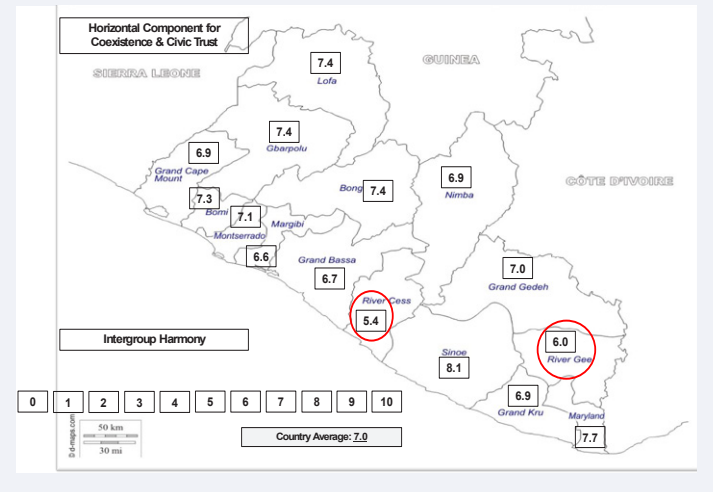 Horizontal Component for
Coexistence & Civic Trust
SIERRA LEONE
GUINEA
CÔTE D'IVOIRE
7.4
Lofa
7.4
Gbarpolu
6.9
Grand Cape
Mount
7.3
Bomi
7.1
Montserrado
Margibi
6.6
Bong
7.4
6.9
Nimba
Grand Bassa
6.7
River Cess
5.4
7.0
Grand Gedeh
6.0
River Gee
Sinoe
8.1
6.9
Grand Kru
Maryland
7.7
Intergroup Harmony
0 1 2 3 4 5 6 7 8 9 10
© d-maps.com
50 km
30 mi
Country Average: 7.0